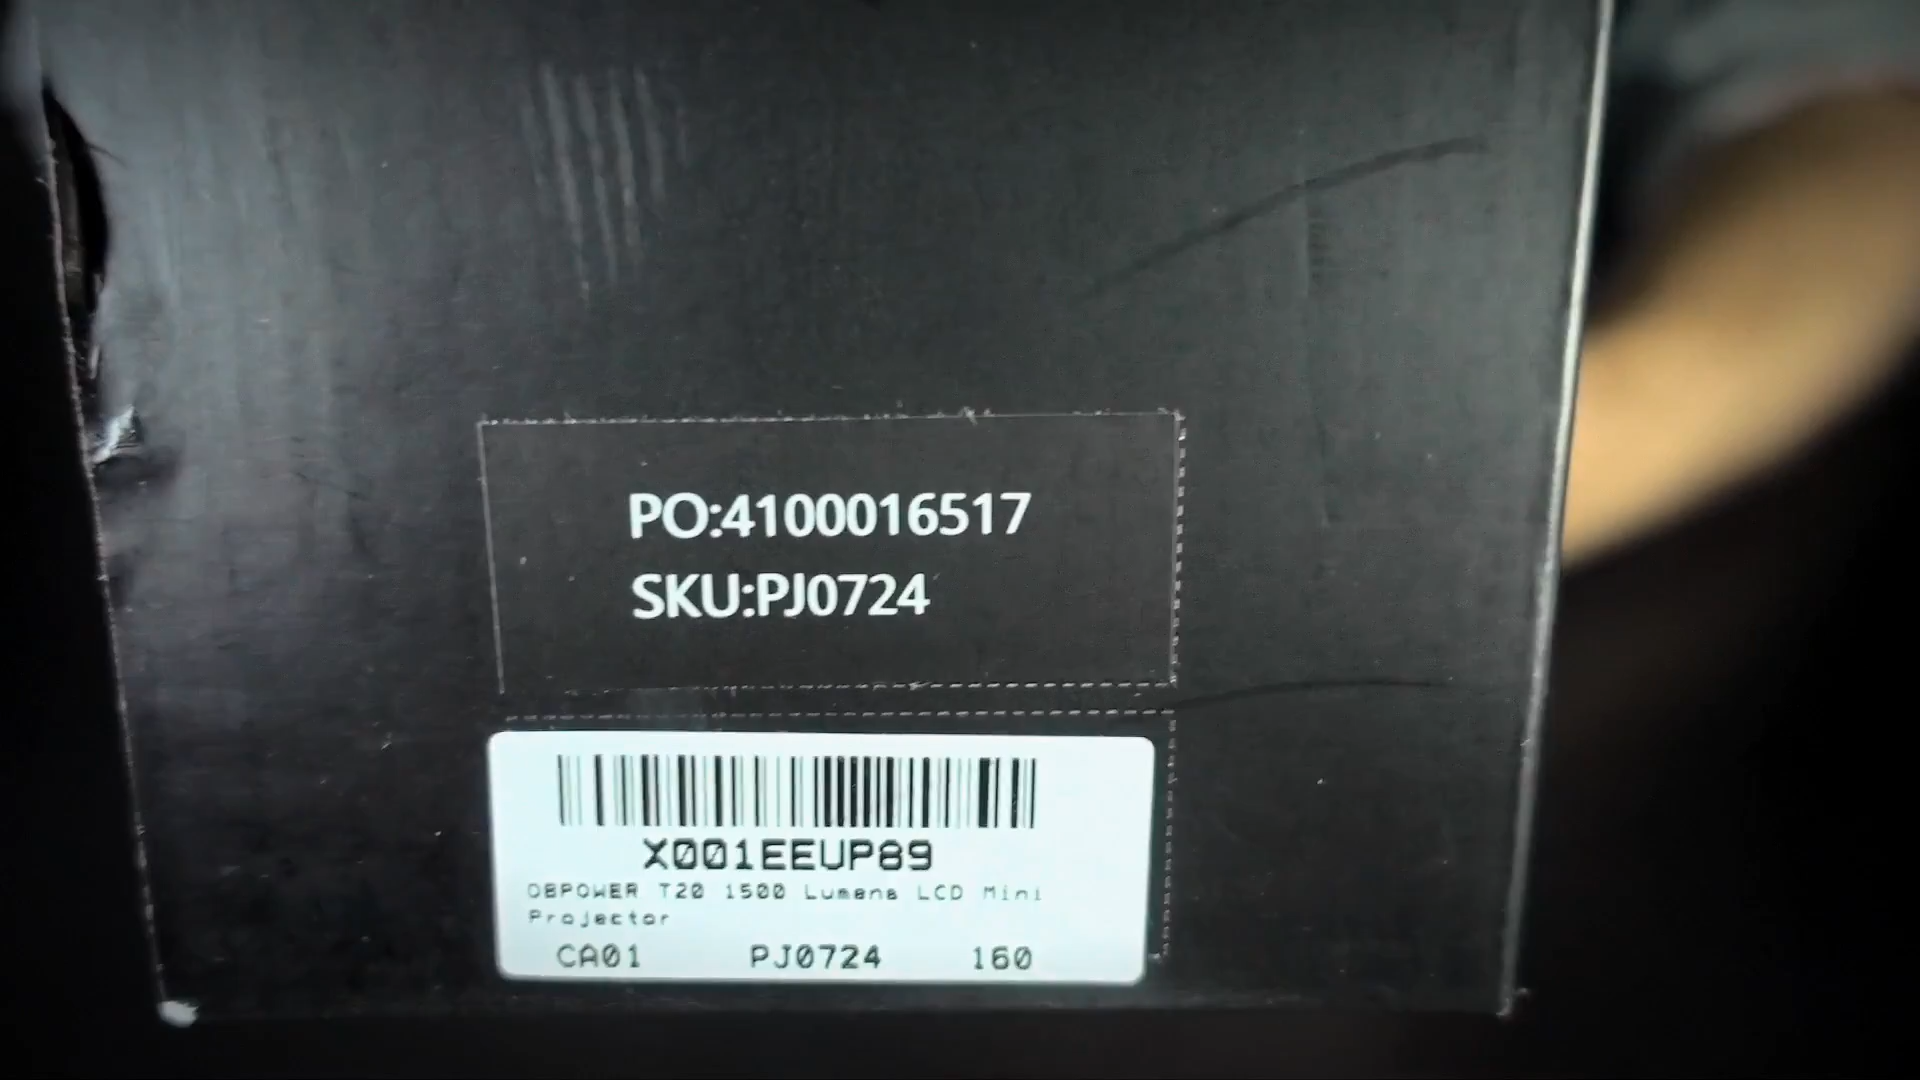 PO:4100016517
SKU:PJ0724
X001EEUP89
DBPOWER T20 1500 Lumens LCD Mini
Projector
CA01 PJ0724 160